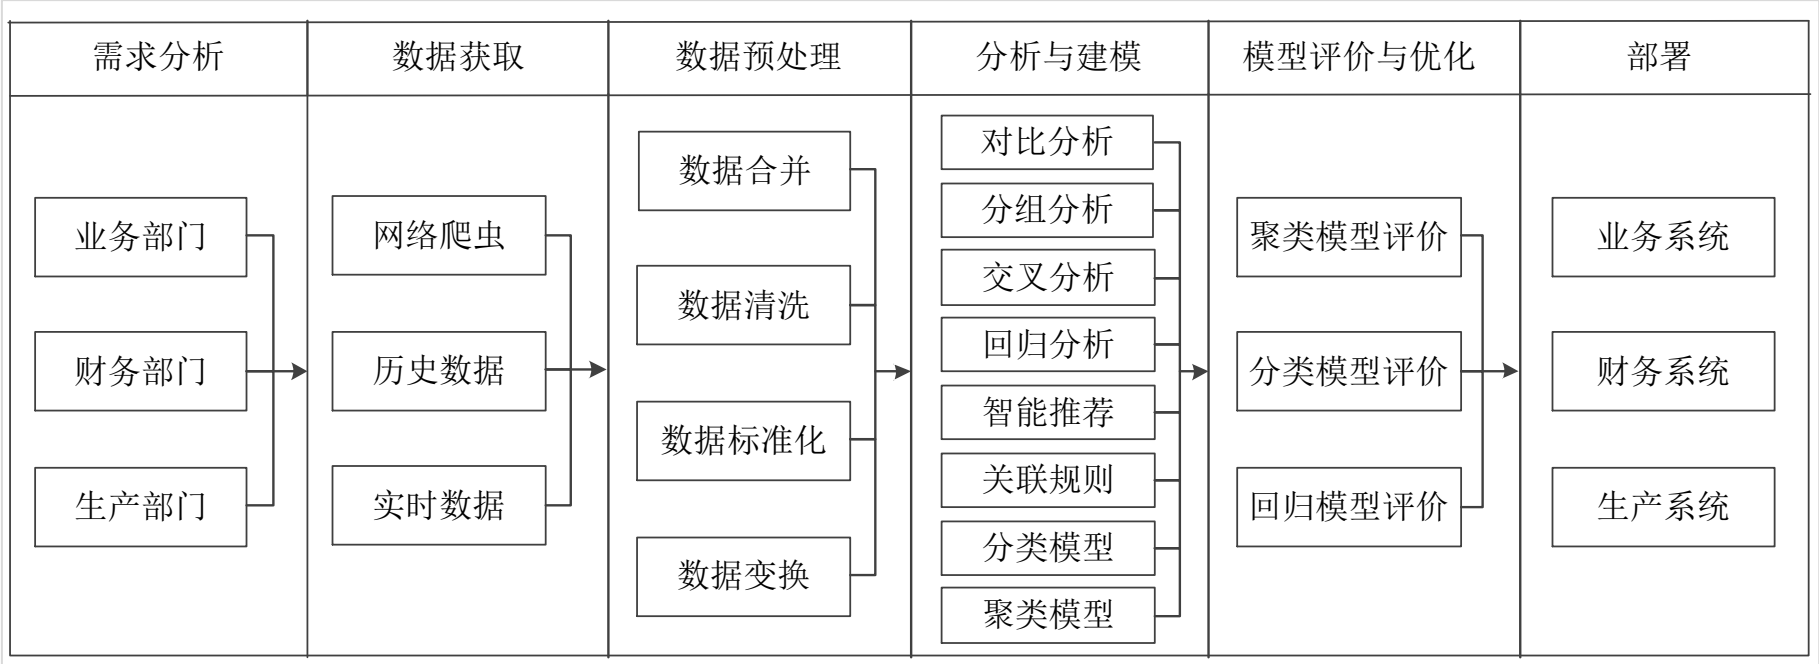 需求分析
数据获取
数据预处理
分析与建模
模型评价与优化
部署
业务部门
财务部门
生产部门
网络爬虫
历史数据
实时数据
数据合并
数据清洗
数据标准化
数据变换
对比分析
分组分析
交叉分析
回归分析
智能推荐
关联规则
分类模型
聚类模型
聚类模型评价
分类模型评价
回归模型评价
业务系统
财务系统
生产系统